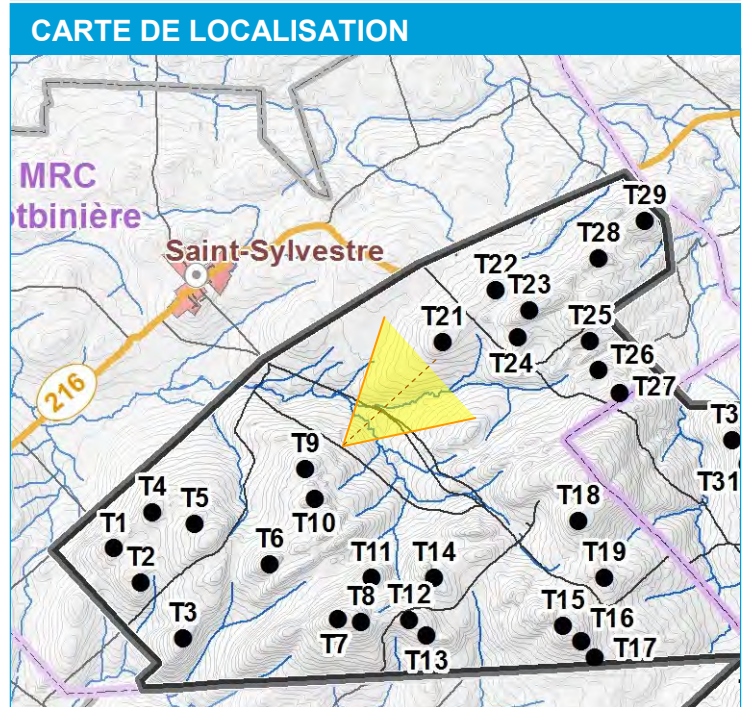 CARTE DE LOCALISATION
MRC
otbinière
Saint-Sylvestre
216
T29
T28
T22
T23
T21
T24
T25
T26
T27
T3
T31
T9
T10
T4
T5
T1
T2
T6
T3
T18
T19
T11
T14
T8
T7
T12
T13
T15
T16
T17